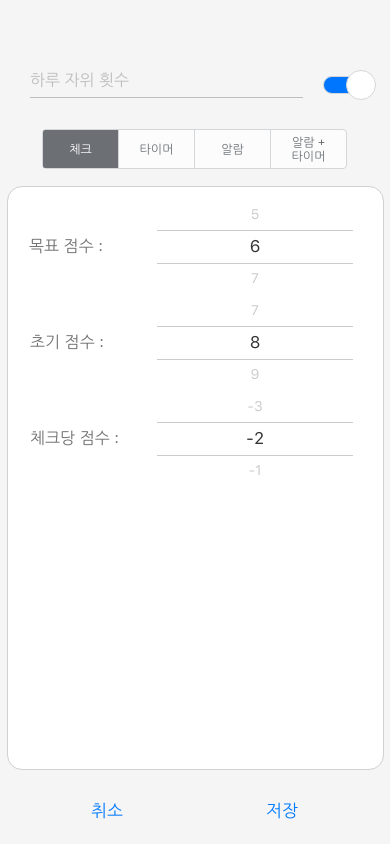 하루 자위 횟수
체크
타이머
알람
알람 +
타이머
5
목표 점수 :
6
7
7
초기 점수 :
8
9
-3
체크당 점수 :
-2
-1
취소
저장